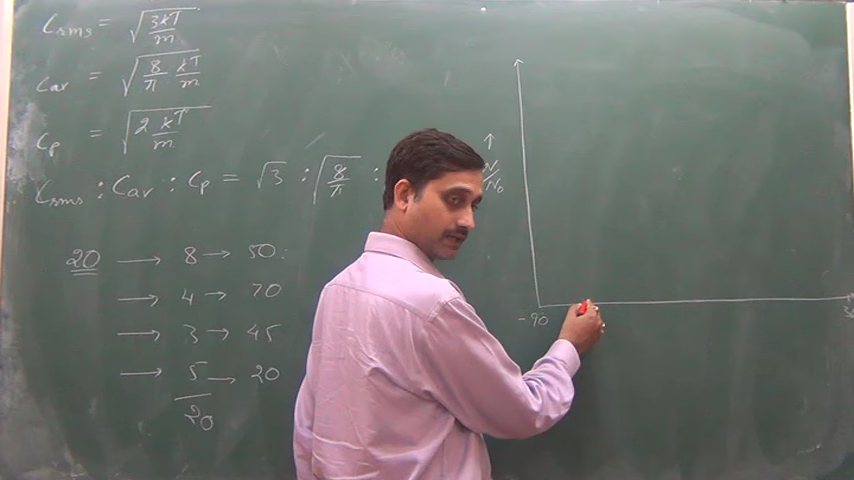 Crms = √3kT/m
Cav = √8/π kT/m
Cp = √2 kT/m
Crms : Cav : Cp = √3 : √8/π :
20 → 8 → 50 :
→ 4 → 70
→ 3 → 45
→ 5 → 20
20
↑
N/N₀
-90